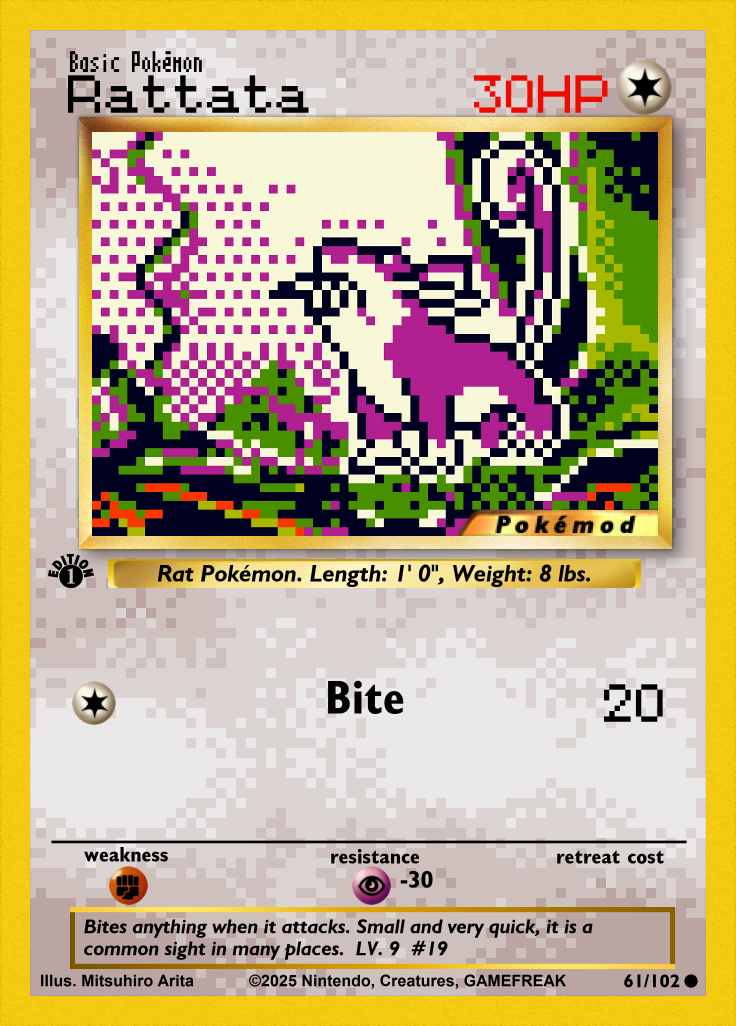 Basic Pokémon
Rattata 30HP
Pokémod
EDITION
1
Rat Pokémon. Length: 1' 0", Weight: 8 lbs.
Bite 20
weakness resistance retreat cost
-30
Bites anything when it attacks. Small and very quick, it is a
common sight in many places. LV. 9 #19
Illus. Mitsuhiro Arita ©2025 Nintendo, Creatures, GAMEFREAK 61/102